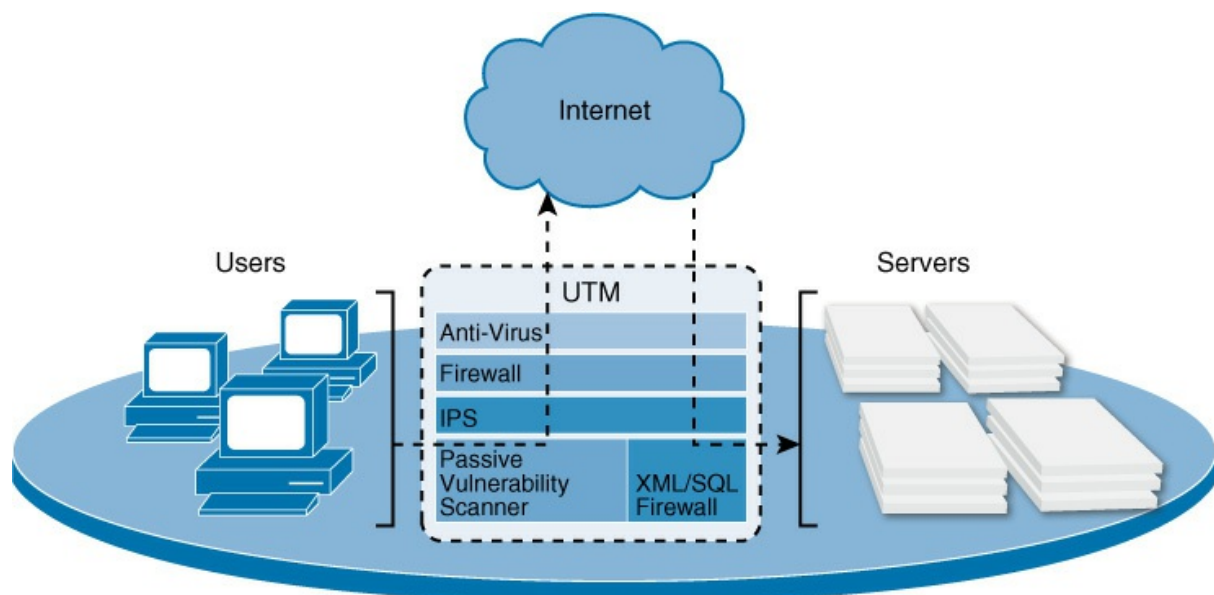 Internet
Users
Servers
UTM
Anti-Virus
Firewall
IPS
Passive
Vulnerability
Scanner
XML/SQL
Firewall